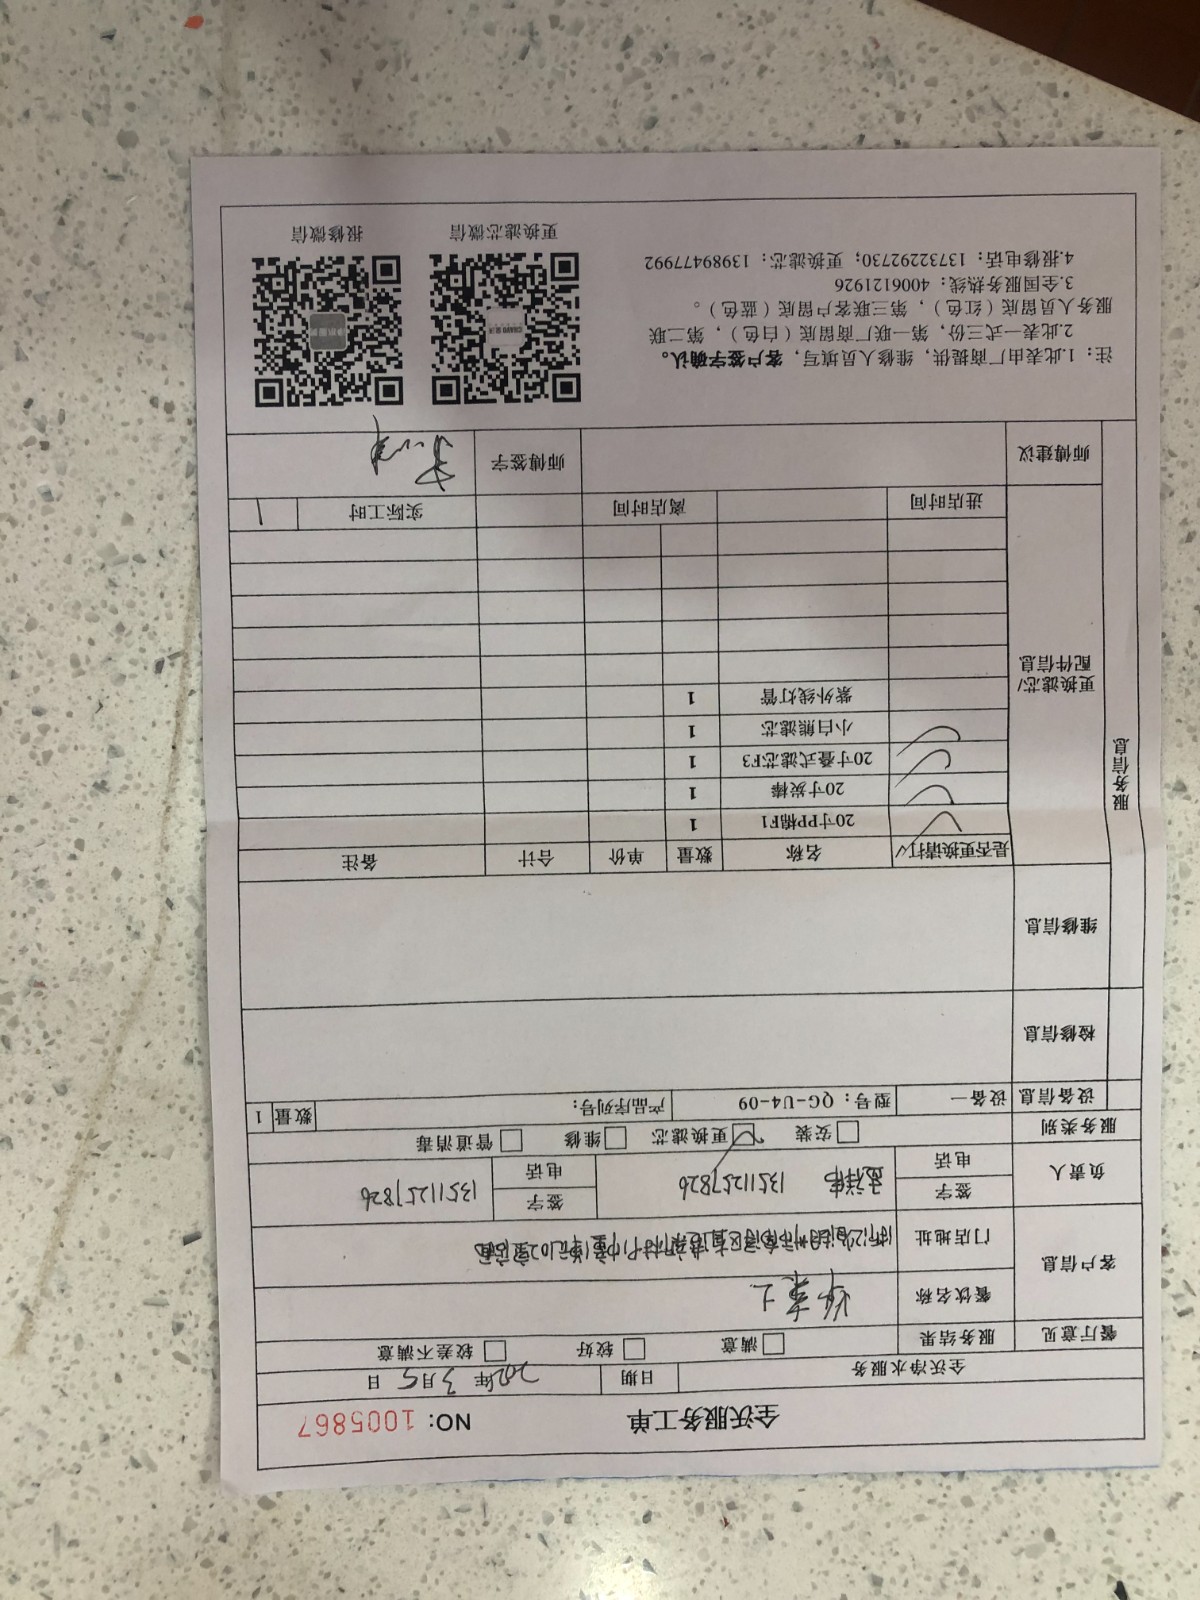 全沃服务工单 NO: 1005867
全沃净水服务 日期 年 3月5日
餐厅意见 服务结果 满意 较好 较差不满意
客户信息 餐饮名称
门店地址
负责人 签字 13511257826 签字 13511257826
电话 电话
服务类别 安装 更换滤芯 维修 管道消毒
设备信息 设备一 型号：QG-U4-09 产品序列号： 数量 1
服务信息
检修信息
维修信息
更换滤芯/配件信息
是否更换请打√ 名称 数量 单价 合计 备注
20寸PP棉F1 1
20寸炭棒 1
20寸叠式滤芯F3 1
小白熊滤芯 1
紫外线灯管 1
进店时间 离店时间 实际工时 1
师傅建议 师傅签字
注：1.此表由厂商提供，维修人员填写，客户签字确认。
2.此表一式三份，第一联厂商留底（白色），第二联
服务人员留底（红色），第三联客户留底（蓝色）。
3.全国服务热线：4006121926
4.报修电话：13732292730；更换滤芯：13989477992
更换滤芯微信 报修微信